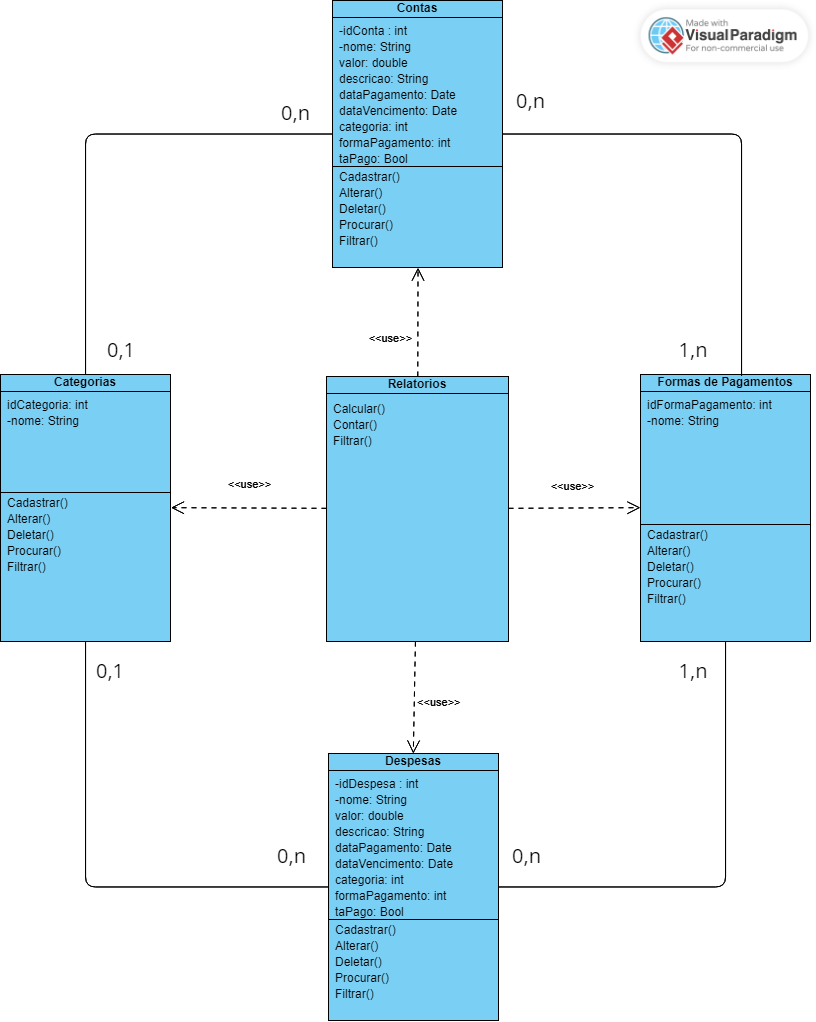 Contas
-idConta : int
-nome: String
valor: double
descricao: String
dataPagamento: Date
dataVencimento: Date
categoria: int
formaPagamento: int
taPago: Bool
Cadastrar()
Alterar()
Deletar()
Procurar()
Filtrar()
Made with
VisualParadigm
For non-commercial use
0,n
0,n
<<use>>
0,1
1,n
Categorias
idCategoria: int
-nome: String
Cadastrar()
Alterar()
Deletar()
Procurar()
Filtrar()
<<use>>
Relatorios
Calcular()
Contar()
Filtrar()
<<use>>
Formas de Pagamentos
idFormaPagamento: int
-nome: String
Cadastrar()
Alterar()
Deletar()
Procurar()
Filtrar()
0,1
1,n
<<use>>
Despesas
-idDespesa : int
-nome: String
valor: double
descricao: String
dataPagamento: Date
dataVencimento: Date
categoria: int
formaPagamento: int
taPago: Bool
Cadastrar()
Alterar()
Deletar()
Procurar()
Filtrar()
0,n
0,n